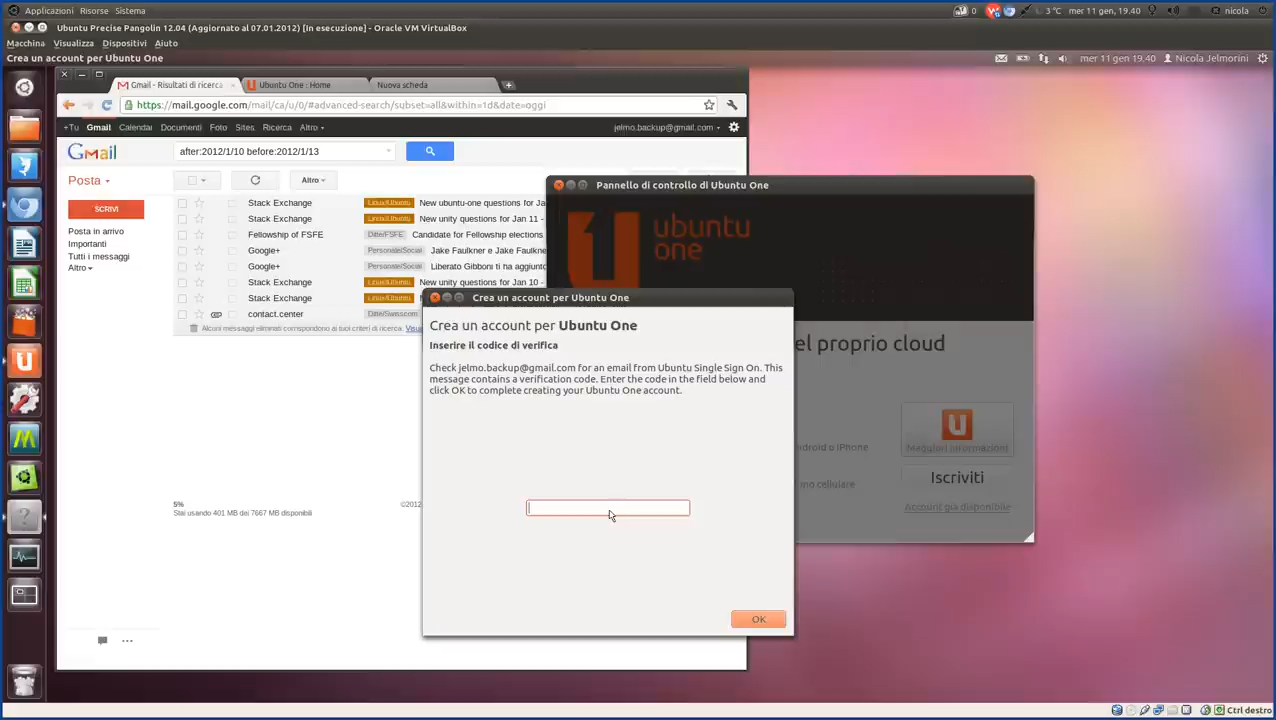 Applicazioni Risorse Sistema
0
3 °C mer 11 gen, 19.40 nicola
Ubuntu Precise Pangolin 12.04 (Aggiornato al 07.01.2012) [In esecuzione] - Oracle VM VirtualBox
Macchina Visualizza Dispositivi Aiuto
Crea un account per Ubuntu One
mer 11 gen, 19.40 Nicola Jelmorini
Gmail - Risultati di ricerca
Ubuntu One : Home
Nuova scheda
https://mail.google.com/mail/ca/u/0/#advanced-search/subset=all&within=1d&date=oggi
+Tu Gmail Calendar Documenti Foto Sites Ricerca Altro
jelmo.backup@gmail.com
Gmail
after:2012/1/10 before:2012/1/13
Posta
Altro
SCRIVI
Posta in arrivo
Importanti
Tutti i messaggi
Altro
Stack Exchange Linux/Ubuntu New ubuntu-one questions for Ja
Stack Exchange Linux/Ubuntu New unity questions for Jan 11 -
Fellowship of FSFE Ditte/FSFE Candidate for Fellowship elections
Google+ Personale/Social Jake Faulkner e Jake Faulkne
Google+ Personale/Social Liberato Gibboni ti ha aggiunto
Stack Exchange Linux/Ubuntu New unity questions for Jan 10 -
Stack Exchange Linux/Ubuntu
contact.center Ditte/Swisscom
Alcuni messaggi eliminati corrispondono ai tuoi criteri di ricerca.
5%
Stai usando 401 MB dei 7667 MB disponibili
©2012
Pannello di controllo di Ubuntu One
ubuntu
one
el proprio cloud
ndroid o iPhone
mo cellulare
Maggiori informazioni
Iscriviti
Account già disponibile
Crea un account per Ubuntu One
Crea un account per Ubuntu One
Inserire il codice di verifica
Check jelmo.backup@gmail.com for an email from Ubuntu Single Sign On. This
message contains a verification code. Enter the code in the field below and
click OK to complete creating your Ubuntu One account.
OK
Ctrl destro